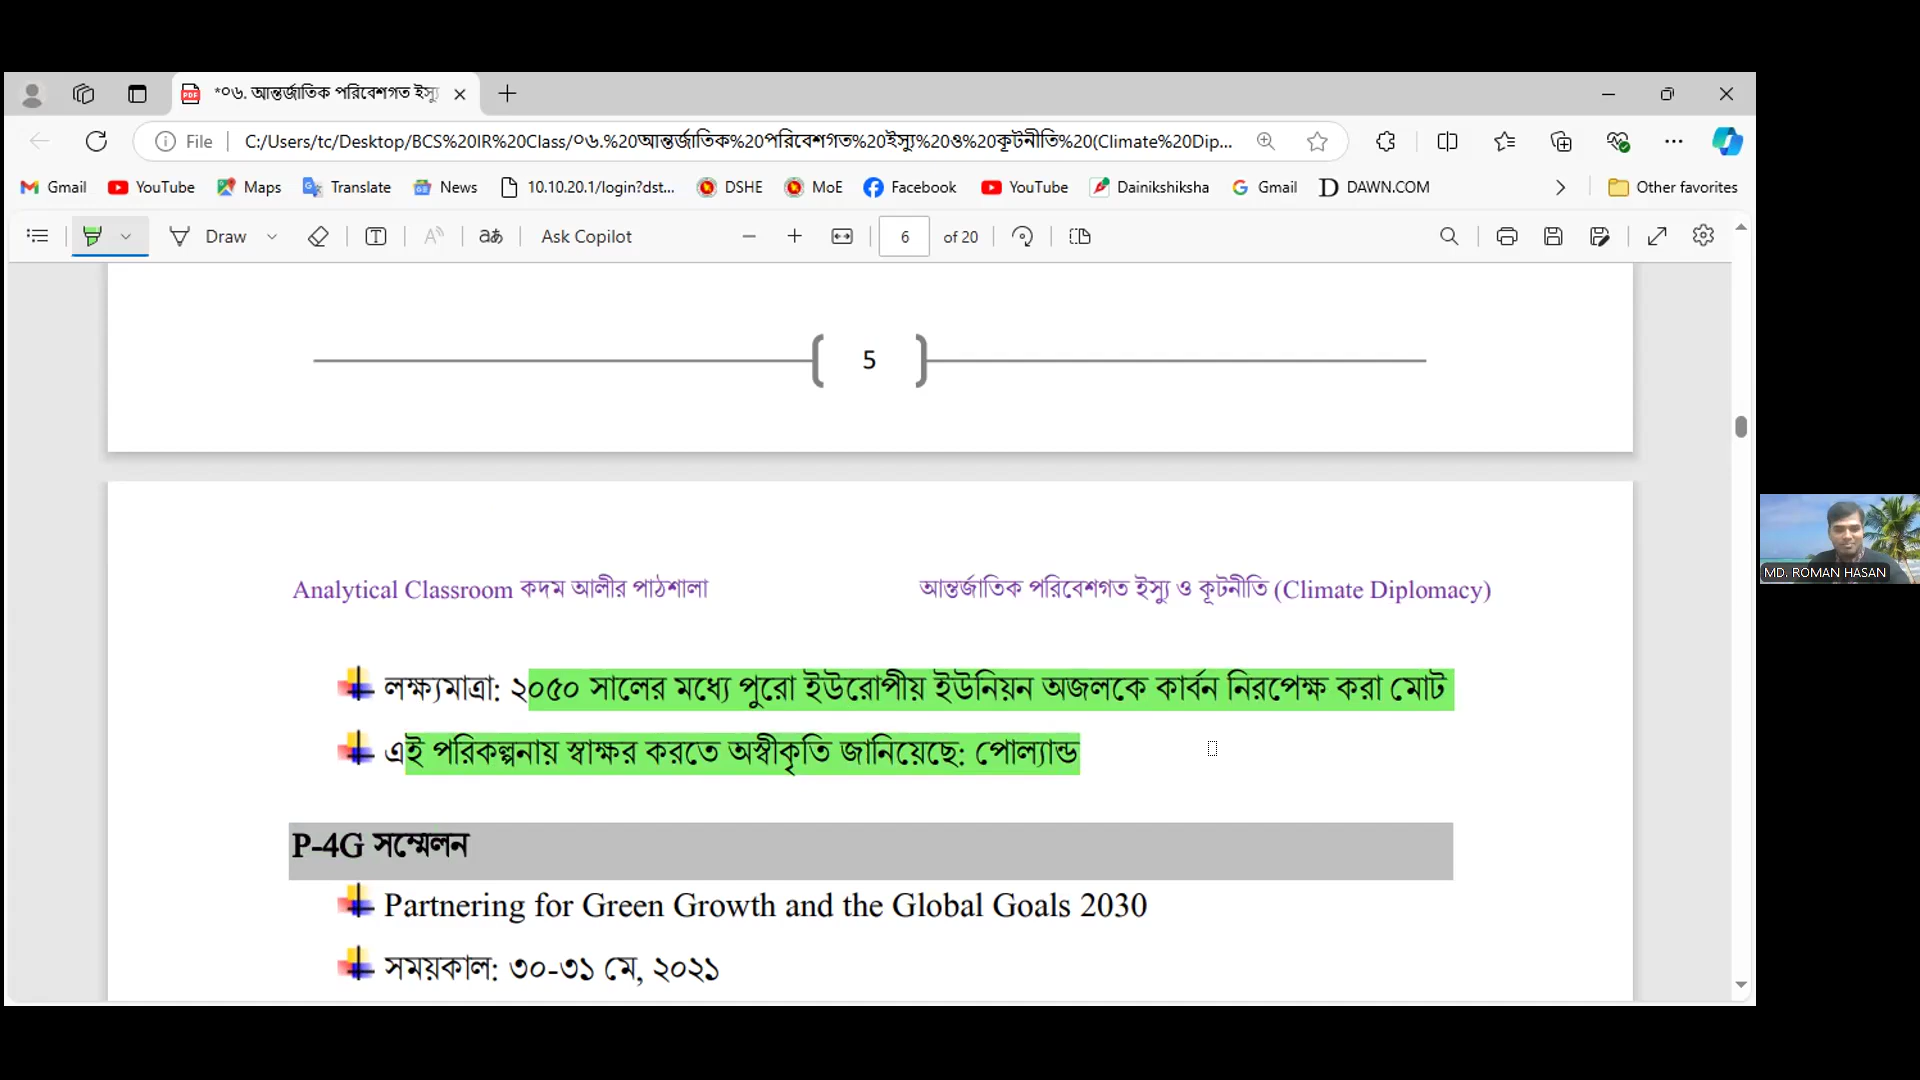 *০৬. আন্তর্জাতিক পরিবেশগত ইস্যু
File
C:/Users/tc/Desktop/BCS%20IR%20Class/০৬.%20আন্তর্জাতিক%20পরিবেশগত%20ইস্যু%20ও%20কূটনীতি%20(Climate%20Dip...
Gmail YouTube Maps Translate News 10.10.20.1/login?dst... DSHE MoE Facebook YouTube Dainikshiksha Gmail DAWN.COM Other favorites
Draw Ask Copilot 6 of 20
5
Analytical Classroom কদম আলীর পাঠশালা আন্তর্জাতিক পরিবেশগত ইস্যু ও কূটনীতি (Climate Diplomacy)
লক্ষ্যমাত্রা: ২০৫০ সালের মধ্যে পুরো ইউরোপীয় ইউনিয়ন অজলকে কার্বন নিরপেক্ষ করা মোট
এই পরিকল্পনায় স্বাক্ষর করতে অস্বীকৃতি জানিয়েছে: পোল্যান্ড
P-4G সম্মেলন
Partnering for Green Growth and the Global Goals 2030
সময়কাল: ৩০-৩১ মে, ২০২১
MD. ROMAN HASAN